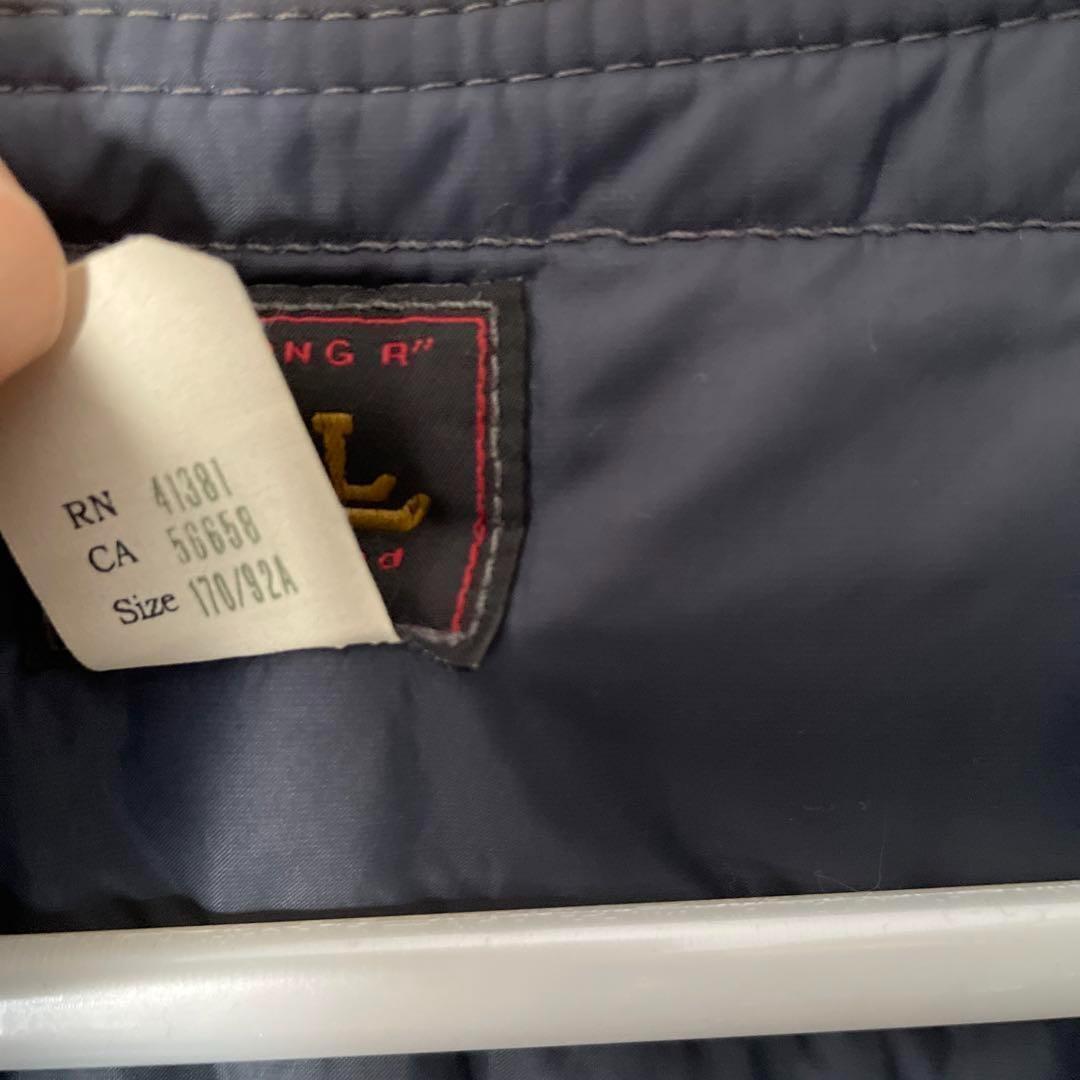 NG R"
L
d
RN 41381
CA 56658
Size 170/92A